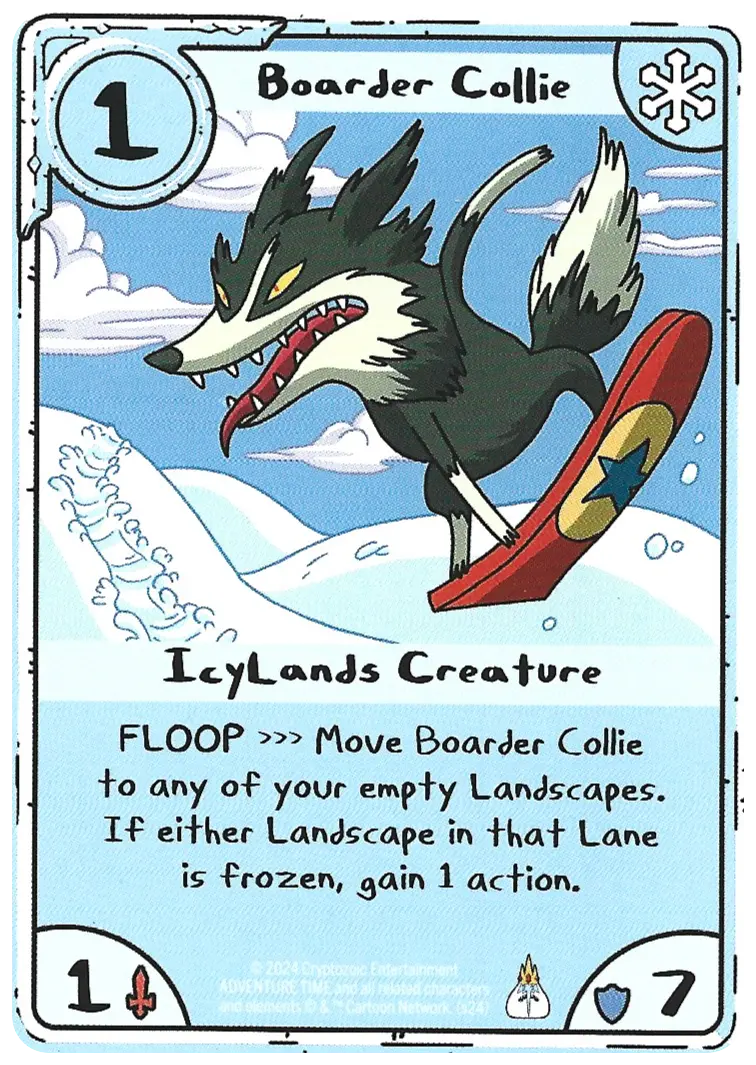 1
Boarder Collie
IcyLands Creature
FLOOP >>> Move Boarder Collie
to any of your empty Landscapes.
If either Landscape in that Lane
is frozen, gain 1 action.
1
© 2024 Cryptozoic Entertainment
ADVENTURE TIME and all related characters
and elements © & ™ Cartoon Network. (s24)
7